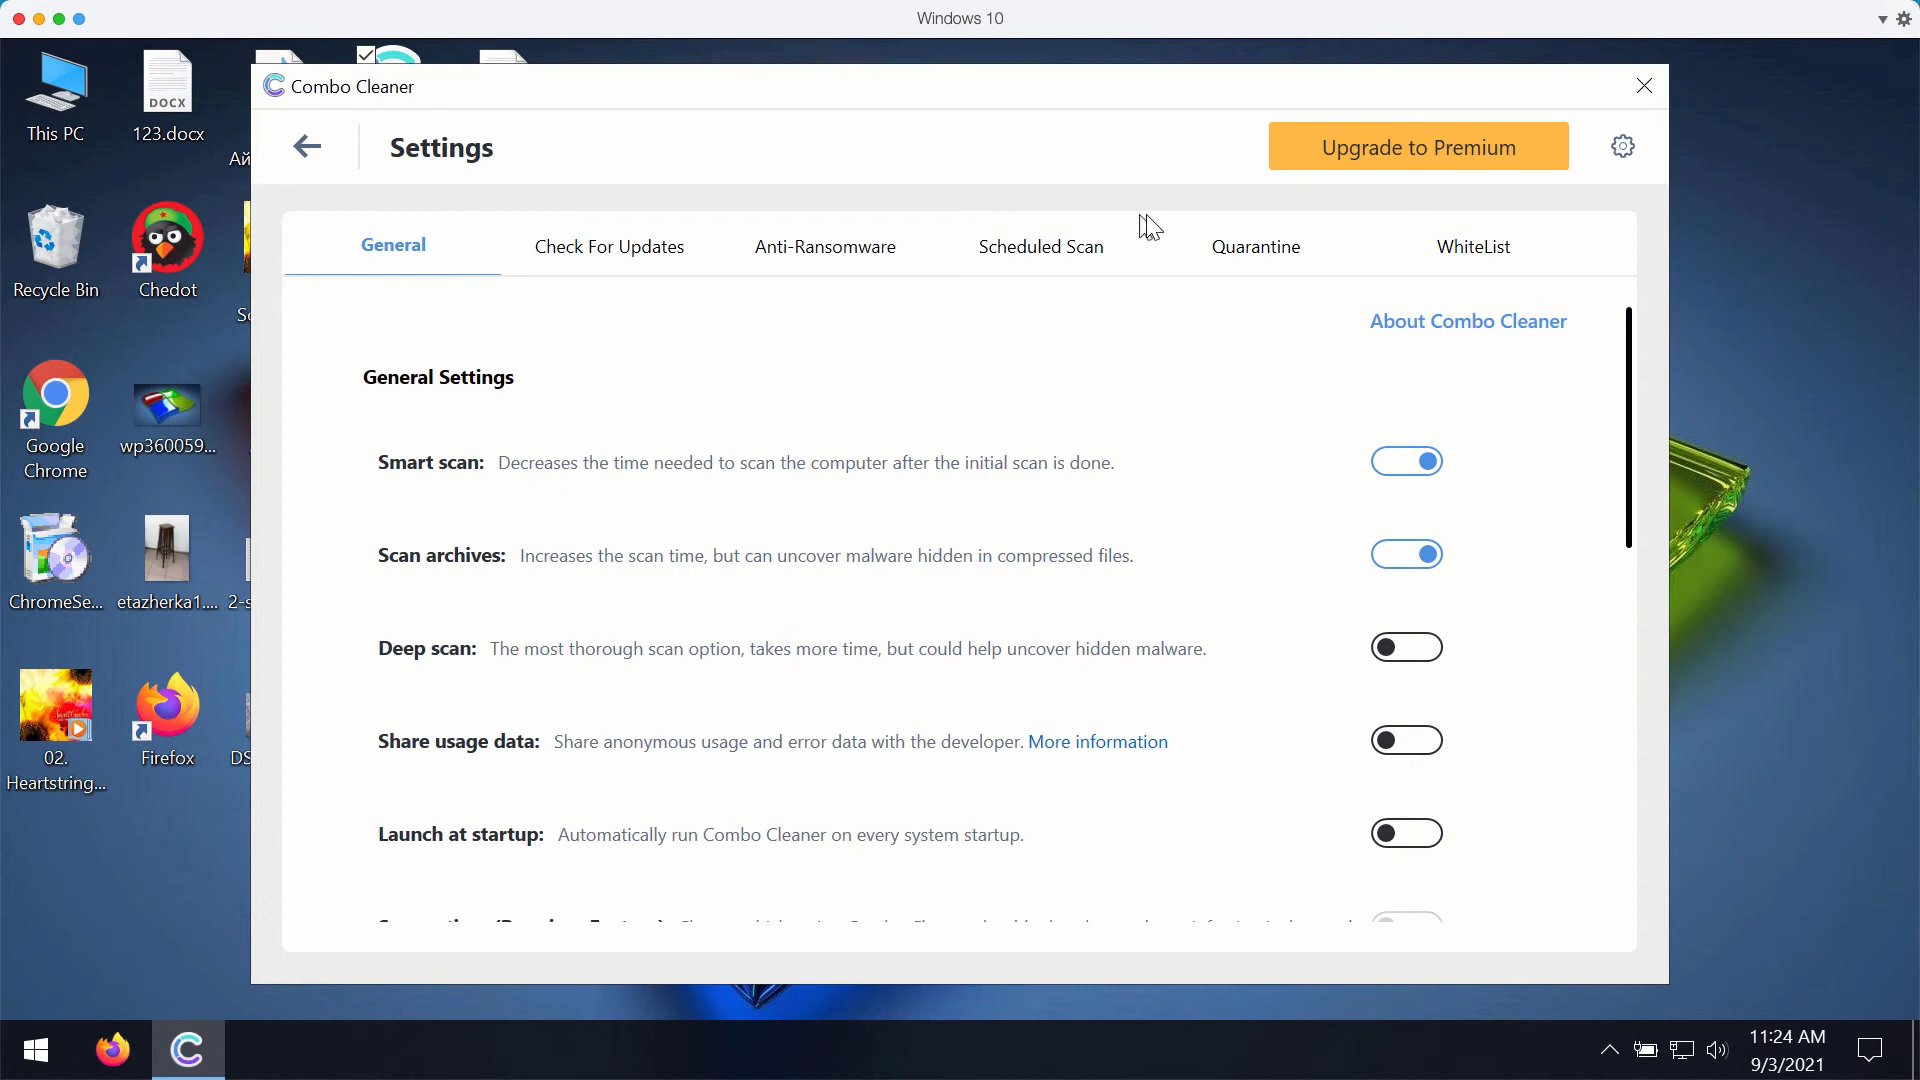 Windows 10
This PC
DOCX
123.docx
Ай
Combo Cleaner
Settings
Upgrade to Premium
General
Check For Updates
Anti-Ransomware
Scheduled Scan
Quarantine
WhiteList
About Combo Cleaner
General Settings
Smart scan: Decreases the time needed to scan the computer after the initial scan is done.
Scan archives: Increases the scan time, but can uncover malware hidden in compressed files.
Deep scan: The most thorough scan option, takes more time, but could help uncover hidden malware.
Share usage data: Share anonymous usage and error data with the developer. More information
Launch at startup: Automatically run Combo Cleaner on every system startup.
Recycle Bin
Chedot
Google
Chrome
wp360059...
ChromeSe...
etazherka1....
2-s
02.
Heartstring...
Firefox
DS
11:24 AM
9/3/2021